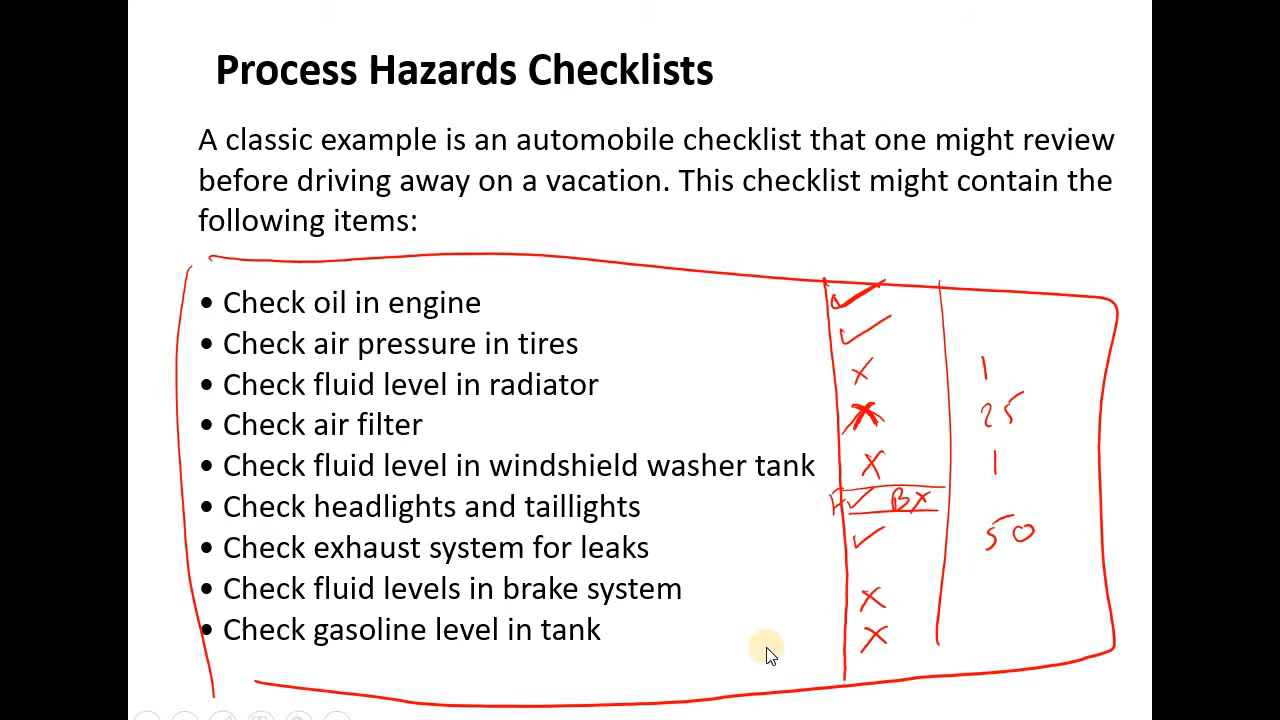 Process Hazards Checklists
A classic example is an automobile checklist that one might review
before driving away on a vacation. This checklist might contain the
following items:
• Check oil in engine ✓
• Check air pressure in tires ✓
• Check fluid level in radiator X 1
• Check air filter X 25
• Check fluid level in windshield washer tank X 1
• Check headlights and taillights F✓ BX
• Check exhaust system for leaks ✓ 50
• Check fluid levels in brake system X
• Check gasoline level in tank X